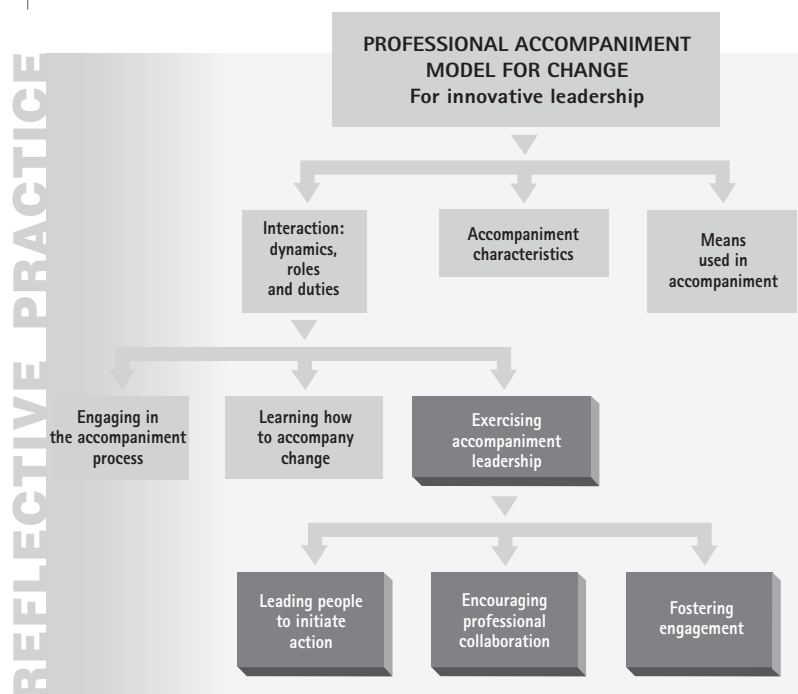 REFLECTIVE PRACTICE
PROFESSIONAL ACCOMPANIMENT
MODEL FOR CHANGE
For innovative leadership
Interaction:
dynamics,
roles
and duties
Accompaniment
characteristics
Means
used in
accompaniment
Engaging in
the accompaniment
process
Learning how
to accompany
change
Exercising
accompaniment
leadership
Leading people
to initiate
action
Encouraging
professional
collaboration
Fostering
engagement